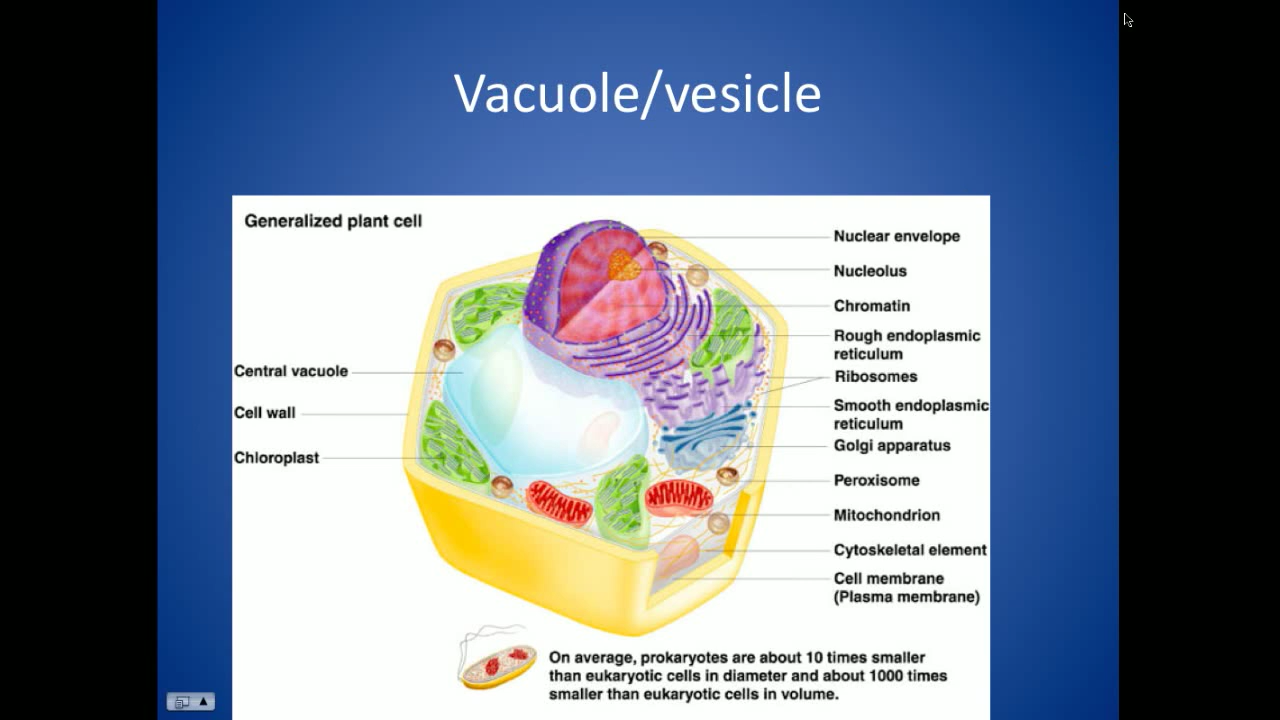 Vacuole/vesicle
Generalized plant cell
Nuclear envelope
Nucleolus
Chromatin
Rough endoplasmic
reticulum
Ribosomes
Smooth endoplasmic
reticulum
Golgi apparatus
Peroxisome
Mitochondrion
Cytoskeletal element
Cell membrane
(Plasma membrane)
Central vacuole
Cell wall
Chloroplast
On average, prokaryotes are about 10 times smaller
than eukaryotic cells in diameter and about 1000 times
smaller than eukaryotic cells in volume.